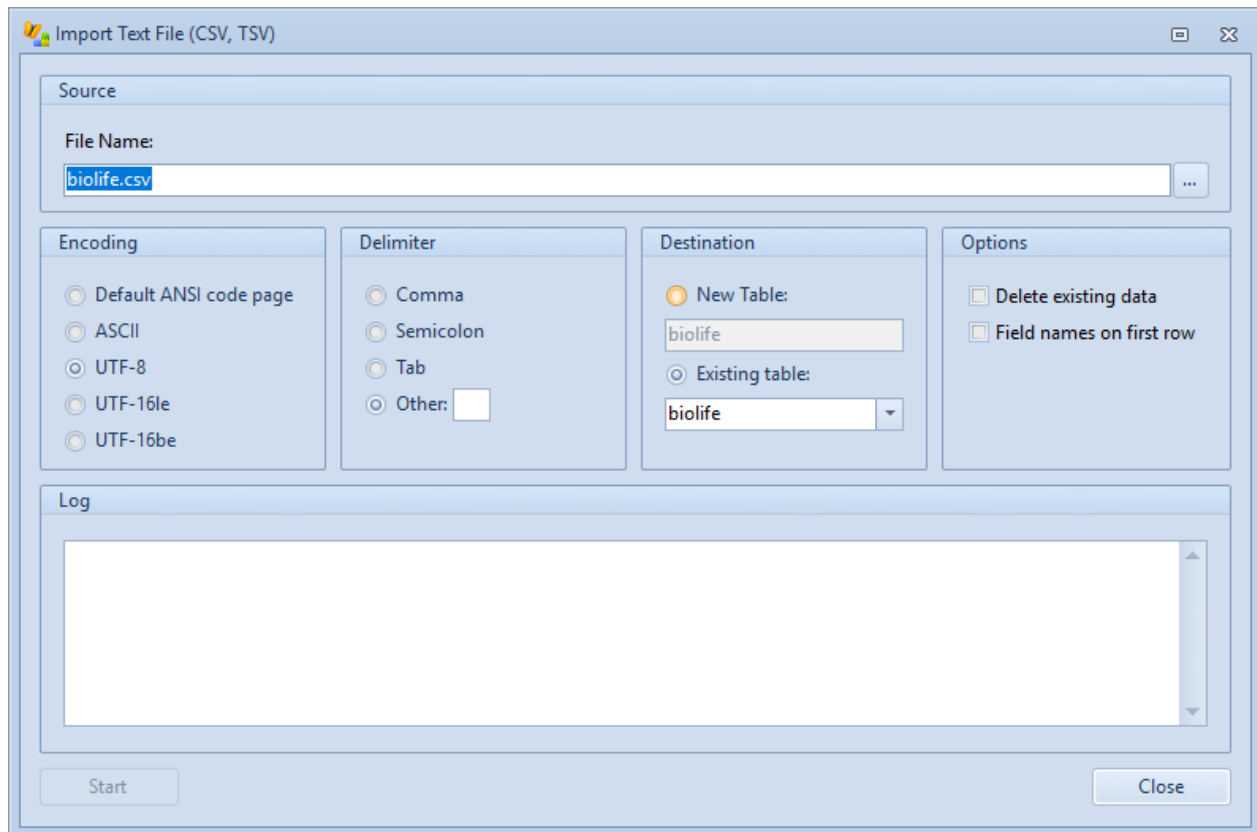 Import Text File (CSV, TSV)
Source
File Name:
biolife.csv
...
Encoding
Default ANSI code page
ASCII
UTF-8
UTF-16le
UTF-16be
Delimiter
Comma
Semicolon
Tab
Other:
Destination
New Table:
biolife
Existing table:
biolife
Options
Delete existing data
Field names on first row
Log
Start
Close